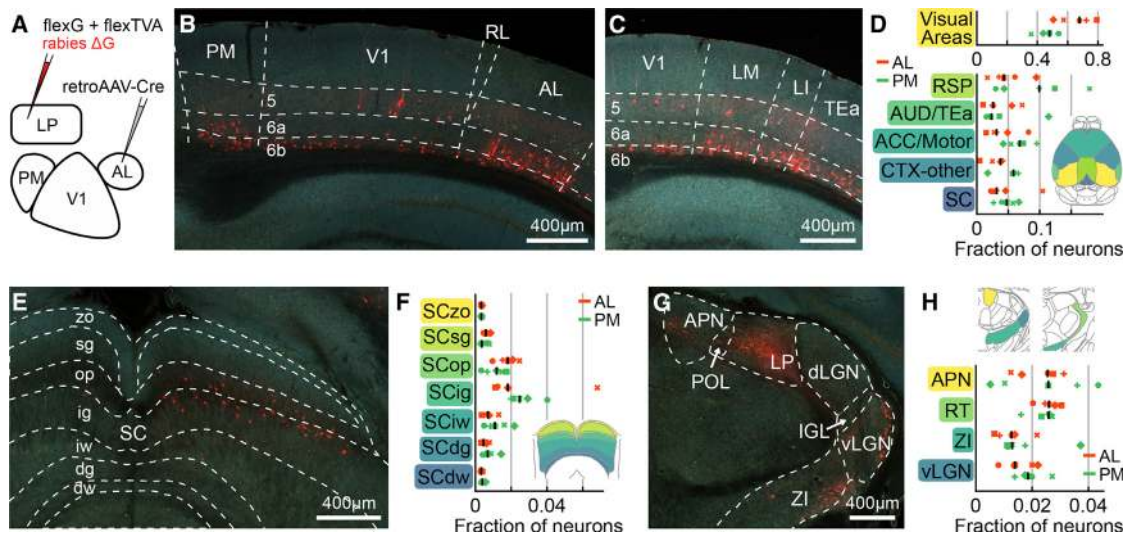 A
flexG + flexTVA
rabies ΔG
retroAAV-Cre
LP
PM
AL
V1
B
PM
V1
RL
AL
5
6a
6b
400μm
C
V1
LM
LI
TEa
5
6a
6b
400μm
D
Visual
Areas
0
0.4
0.8
AL
PM
RSP
AUD/TEa
ACC/Motor
CTX-other
SC
0
0.1
Fraction of neurons
E
zo
sg
op
ig
iw
dg
dw
SC
400μm
F
AL
PM
SCzo
SCsg
SCop
SCig
SCiw
SCdg
SCdw
0
0.04
Fraction of neurons
G
APN
POL
LP
dLGN
IGL
vLGN
ZI
400μm
H
APN
RT
ZI
vLGN
AL
PM
0
0.02
0.04
Fraction of neurons